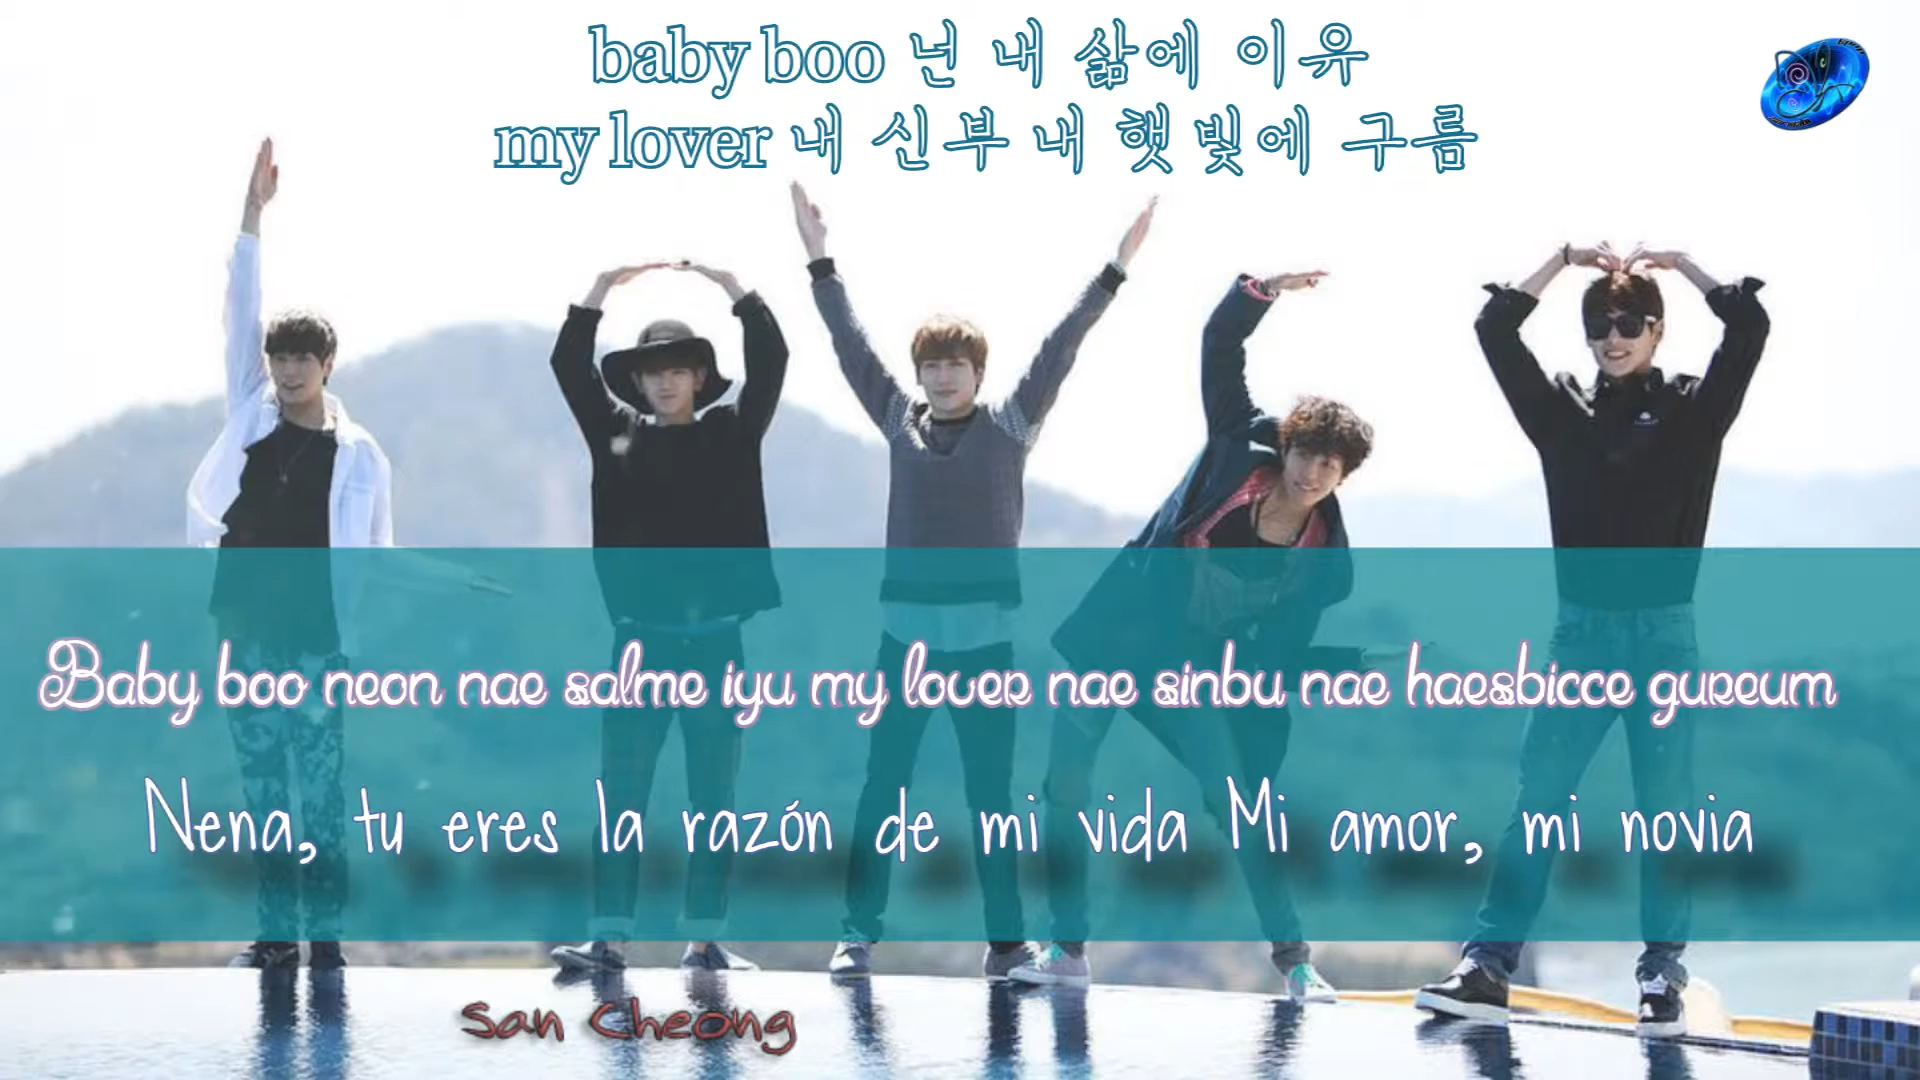 baby boo 넌 내 삶에 이유
my lover 내 신부 내 햇빛에 구름
Baby boo neon nae salme iyu my lover nae sinbu nae haesbicce gureum
Nena, tu eres la razón de mi vida Mi amor, mi novia
San Cheong